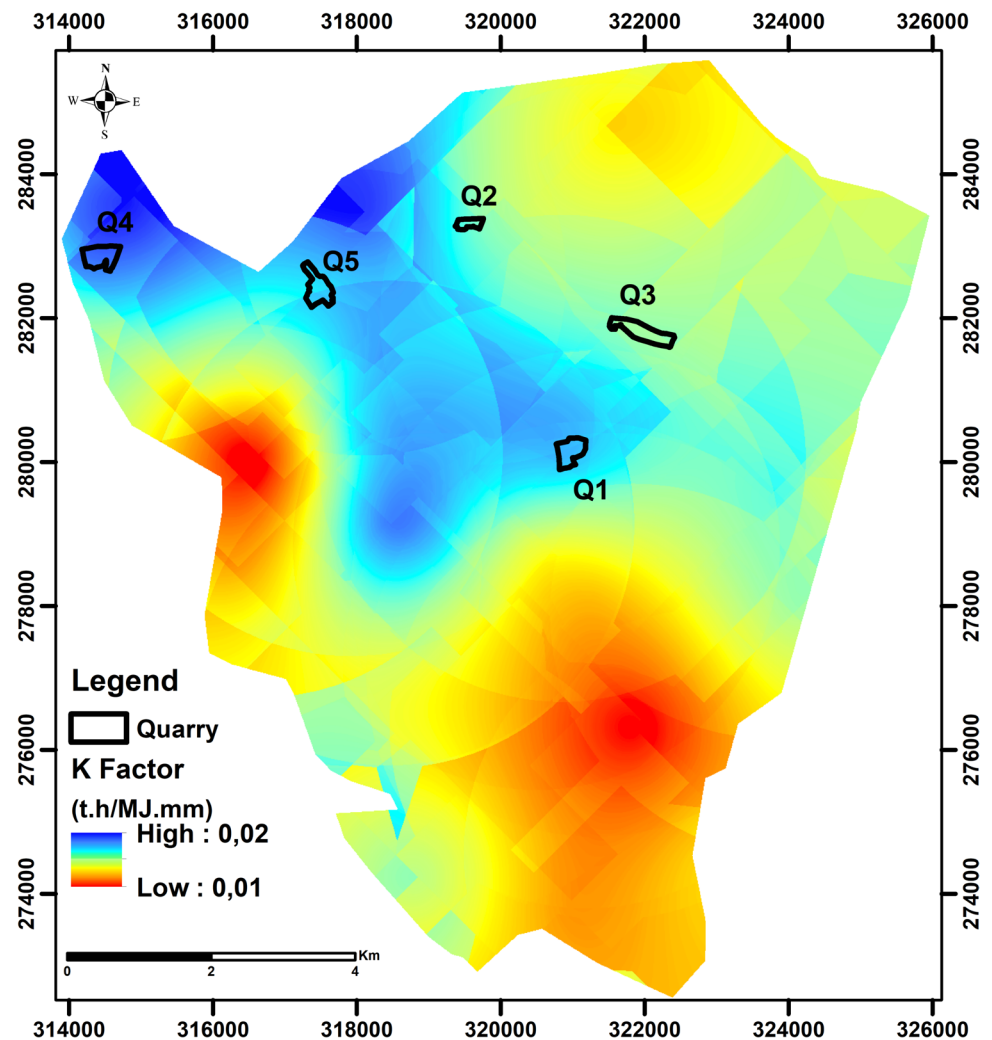 314000 316000 318000 320000 322000 324000 326000
N
W E
S
284000 284000
Q4
Q2
Q5
Q3
282000 282000
280000 280000
Q1
278000 278000
Legend
Quarry
276000 276000
K Factor
(t.h/MJ.mm)
High : 0,02
Low : 0,01
274000 274000
Km
0 2 4
314000 316000 318000 320000 322000 324000 326000